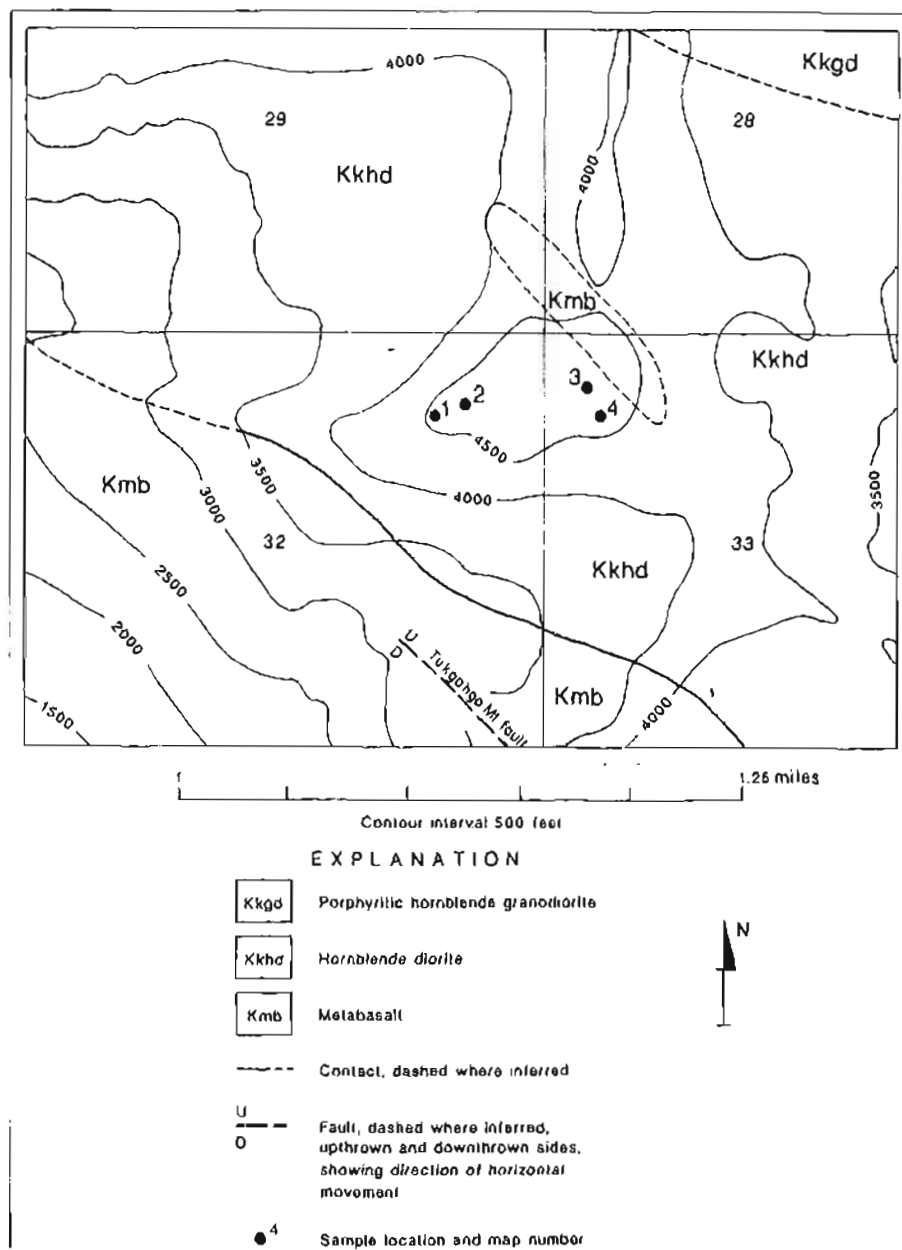 4000
Kkgd
29
28
Kkhd
4000
Kmb
Kkhd
3
2
1
4
4500
3500
Kmb
4000
3000
3500
32
33
Kkhd
2500
U
D
Tukgahgo Mt fault
2000
Kmb
4000
1500
1.25 miles
Contour interval 500 feet
EXPLANATION
Kkgd Porphyritic hornblende granodiorite
Kkhd Hornblende diorite
Kmb Metabasalt
Contact, dashed where inferred
U
D
Fault, dashed where inferred,
upthrown and downthrown sides,
showing direction of horizontal
movement
4 Sample location and map number
N